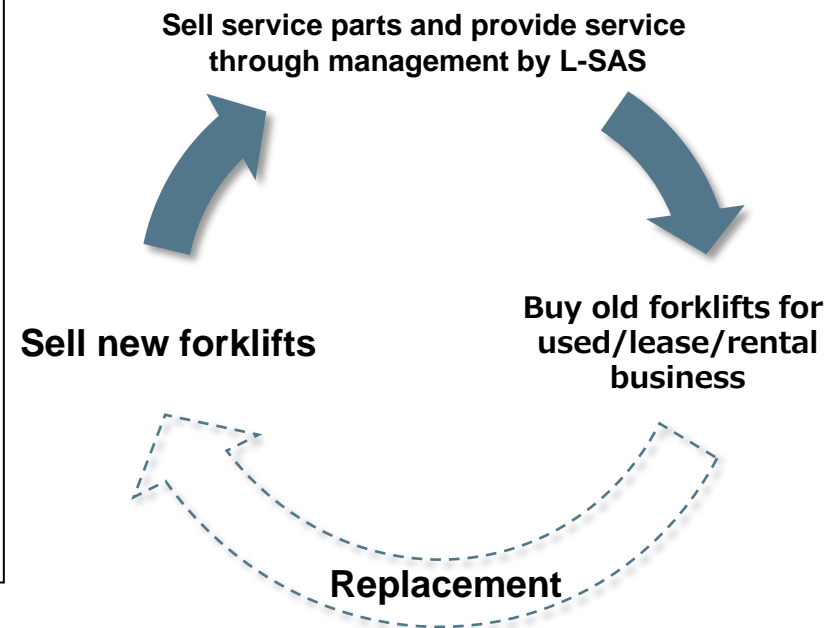 Sell service parts and provide service
through management by L-SAS
Sell new forklifts
Buy old forklifts for
used/lease/rental
business
Replacement